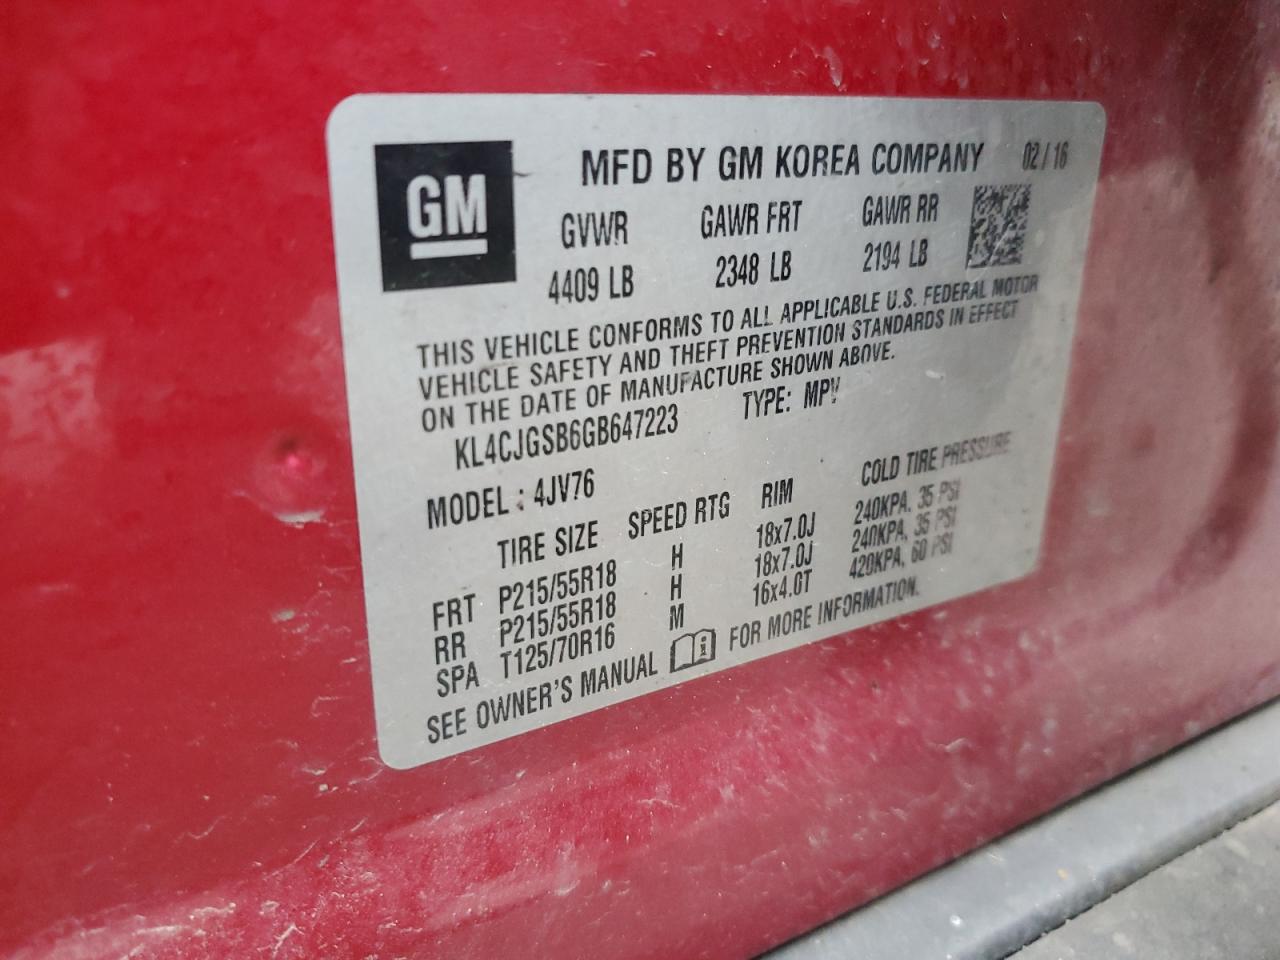 GM
MFD BY GM KOREA COMPANY 02/16
GVWR GAWR FRT GAWR RR
4409 LB 2348 LB 2194 LB
THIS VEHICLE CONFORMS TO ALL APPLICABLE U.S. FEDERAL MOTOR
VEHICLE SAFETY AND THEFT PREVENTION STANDARDS IN EFFECT
ON THE DATE OF MANUFACTURE SHOWN ABOVE.
KL4CJGSB6GB647223 TYPE: MPV
MODEL : 4JV76
TIRE SIZE SPEED RTG RIM COLD TIRE PRESSURE
FRT P215/55R18 H 18x7.0J 240KPA, 35 PSI
RR P215/55R18 H 18x7.0J 240KPA, 35 PSI
SPA T125/70R16 M 16x4.0T 420KPA, 60 PSI
SEE OWNER'S MANUAL FOR MORE INFORMATION.